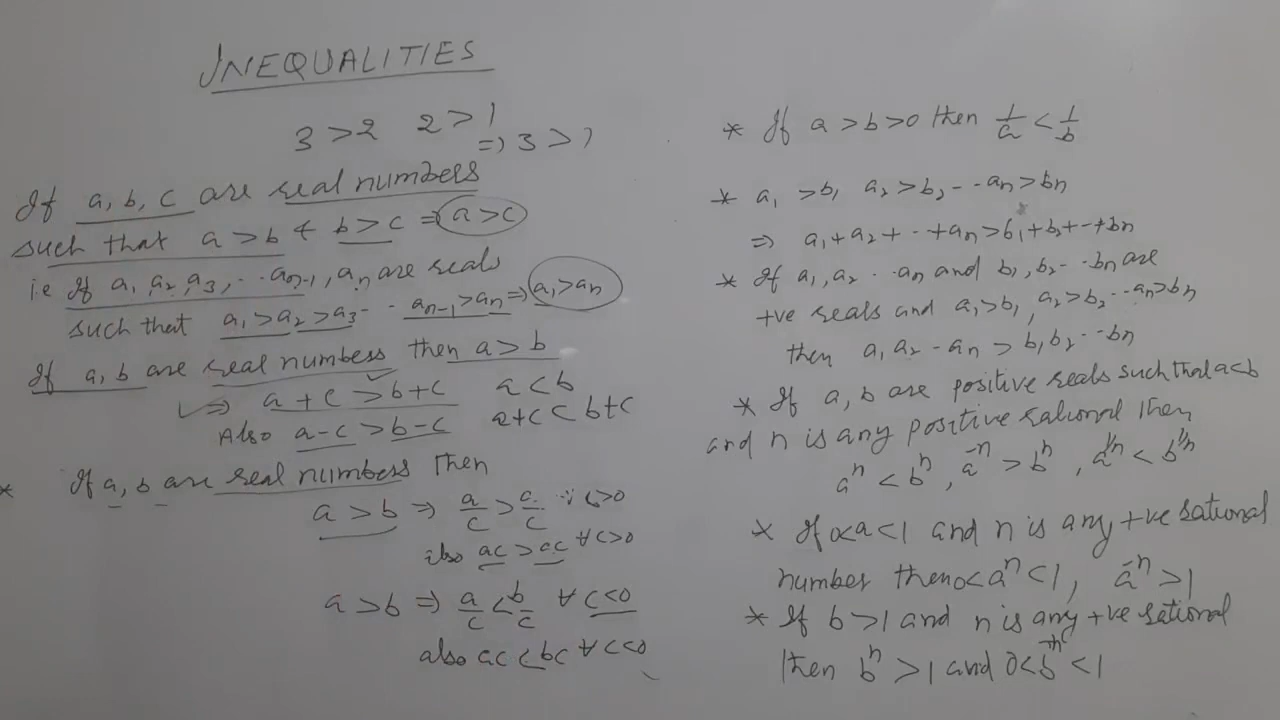 INEQUALITIES
3 > 2 2 > 1
=> 3 > 1
If a, b, c are real numbers
such that a > b & b > c => a > c
i.e If a₁, a₂, a₃, - - aₙ₋₁, aₙ are reals
such that a₁ > a₂ > a₃ - - aₙ₋₁ > aₙ => a₁ > aₙ
If a, b are real numbers then a > b
=> a + c > b + c a < b
Also a - c > b - c a + c < b + c
* If a, b are real numbers then
a > b => a/c > c/c ∵ c > 0
also ac > ac ∀ c > 0
a > b => a/c < b/c ∀ c < 0
also ac < bc ∀ c < 0
* If a > b > 0 then 1/a < 1/b
* a₁ > b₁ a₂ > b₂ - - aₙ > bₙ
=> a₁ + a₂ + - + aₙ > b₁ + b₂ + - + bₙ
* If a₁, a₂ - - aₙ and b₁, b₂ - - bₙ are
+ve reals and a₁ > b₁, a₂ > b₂ - - aₙ > bₙ
then a₁ a₂ - aₙ > b₁ b₂ - - bₙ
* If a, b are positive reals such that a < b
and n is any positive rational then
aⁿ < bⁿ, a⁻ⁿ > bⁿ, a^1/n < b^1/n
* If 0<a<1 and n is any +ve rational
number then 0<aⁿ<1, a⁻ⁿ > 1
* If b > 1 and n is any +ve rational
then bⁿ > 1 and 0 < b⁻ⁿ < 1